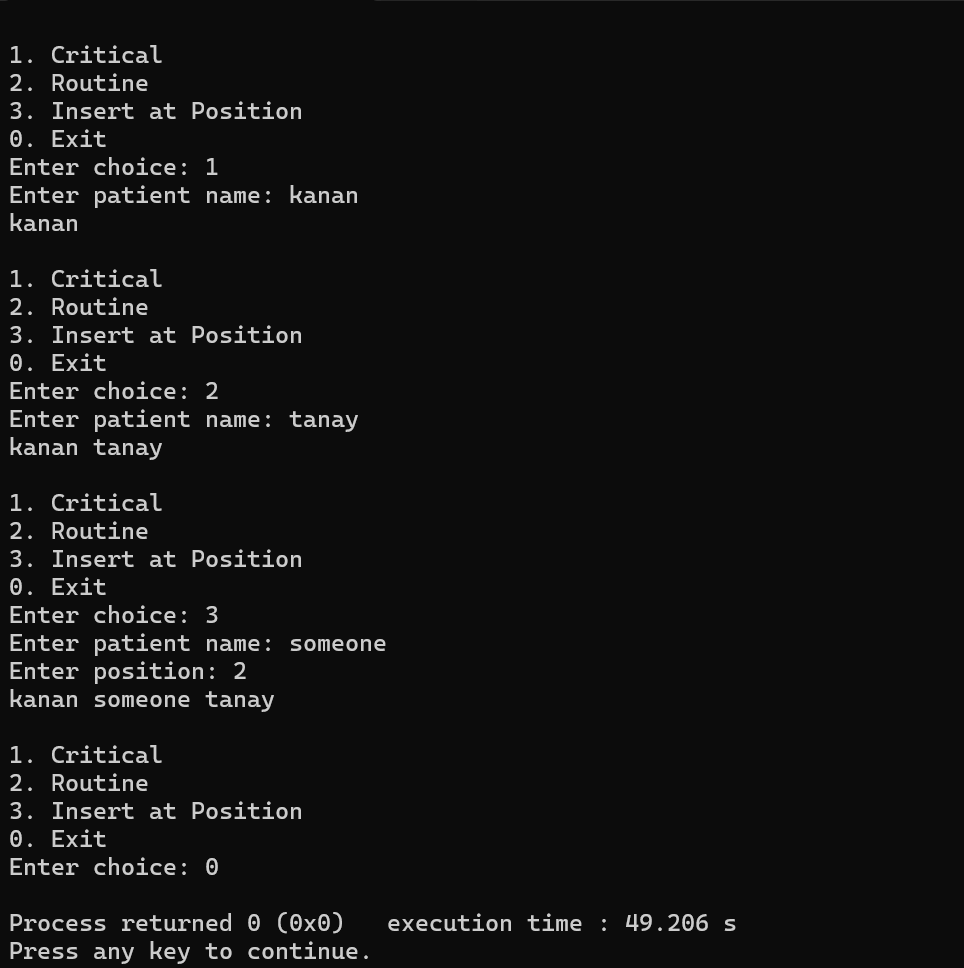 1. Critical
2. Routine
3. Insert at Position
0. Exit
Enter choice: 1
Enter patient name: kanan
kanan

1. Critical
2. Routine
3. Insert at Position
0. Exit
Enter choice: 2
Enter patient name: tanay
kanan tanay

1. Critical
2. Routine
3. Insert at Position
0. Exit
Enter choice: 3
Enter patient name: someone
Enter position: 2
kanan someone tanay

1. Critical
2. Routine
3. Insert at Position
0. Exit
Enter choice: 0

Process returned 0 (0x0)   execution time : 49.206 s
Press any key to continue.